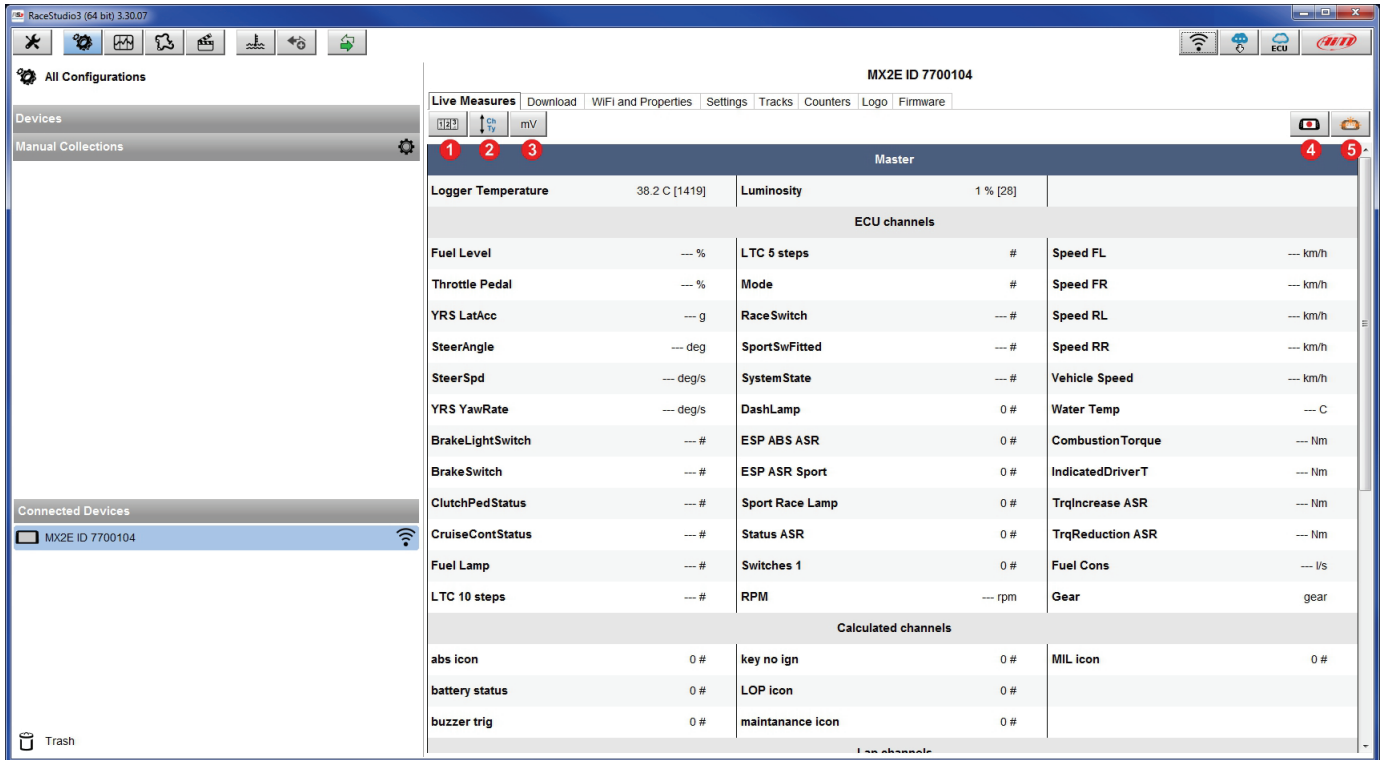 RaceStudio3 (64 bit) 3.30.07
ECU
AiM
All Configurations
MX2E ID 7700104
Live Measures Download WiFi and Properties Settings Tracks Counters Logo Firmware
Devices
123 Ch Ty mV
Manual Collections
1 2 3 4 5
Master
Logger Temperature 38.2 C [1419] Luminosity 1 % [28]
ECU channels
Fuel Level --- % LTC 5 steps # Speed FL --- km/h
Throttle Pedal --- % Mode # Speed FR --- km/h
YRS LatAcc --- g RaceSwitch --- # Speed RL --- km/h
SteerAngle --- deg SportSwFitted --- # Speed RR --- km/h
SteerSpd --- deg/s SystemState --- # Vehicle Speed --- km/h
YRS YawRate --- deg/s DashLamp 0 # Water Temp --- C
BrakeLightSwitch --- # ESP ABS ASR 0 # CombustionTorque --- Nm
BrakeSwitch --- # ESP ASR Sport 0 # IndicatedDriverT --- Nm
ClutchPedStatus --- # Sport Race Lamp 0 # TrqIncrease ASR --- Nm
Connected Devices
MX2E ID 7700104
CruiseContStatus --- # Status ASR 0 # TrqReduction ASR --- Nm
Fuel Lamp --- # Switches 1 0 # Fuel Cons --- l/s
LTC 10 steps --- # RPM --- rpm Gear gear
Calculated channels
abs icon 0 # key no ign 0 # MIL icon 0 #
battery status 0 # LOP icon 0 #
buzzer trig 0 # maintanance icon 0 #
Trash
Lap channels